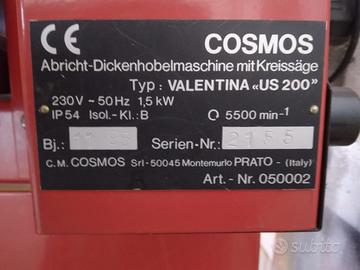 CE COSMOS
Abricht-Dickenhobelmaschine mit Kreissäge
Typ: VALENTINA «US 200"
230V ~ 50Hz 1,5 kW
IP 54 Isol.-Kl.: B 5500 min-1
Bj.: Serien-Nr.: 2155
C.M. COSMOS Srl-50045 Montemurlo PRATO - (Italy)
Art.-Nr. 050002
subito